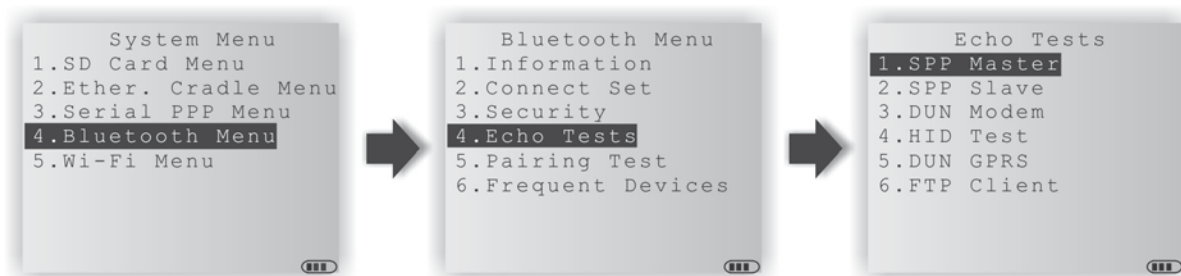 System Menu
1.SD Card Menu
2.Ether. Cradle Menu
3.Serial PPP Menu
4.Bluetooth Menu
5.Wi-Fi Menu
Bluetooth Menu
1.Information
2.Connect Set
3.Security
4.Echo Tests
5.Pairing Test
6.Frequent Devices
Echo Tests
1.SPP Master
2.SPP Slave
3.DUN Modem
4.HID Test
5.DUN GPRS
6.FTP Client